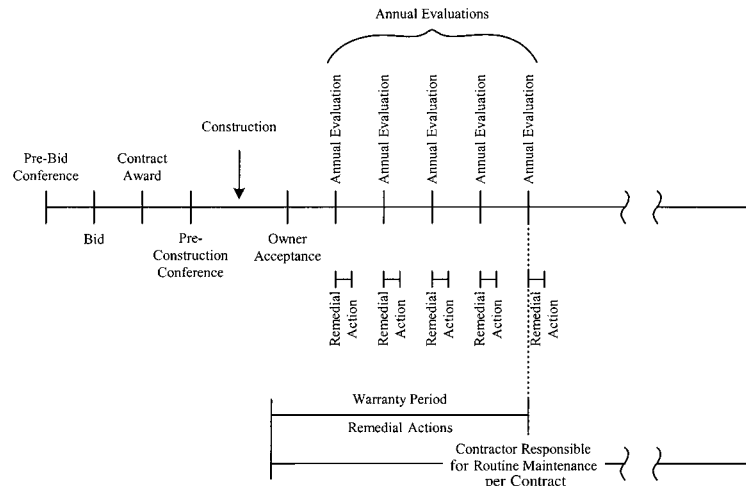 Annual Evaluations
Annual Evaluation
Annual Evaluation
Annual Evaluation
Annual Evaluation
Annual Evaluation
Construction
Pre-Bid
Conference
Contract
Award
Bid
Pre-
Construction
Conference
Owner
Acceptance
Remedial
Action
Remedial
Action
Remedial
Action
Remedial
Action
Remedial
Action
Warranty Period
Remedial Actions
Contractor Responsible
for Routine Maintenance
per Contract